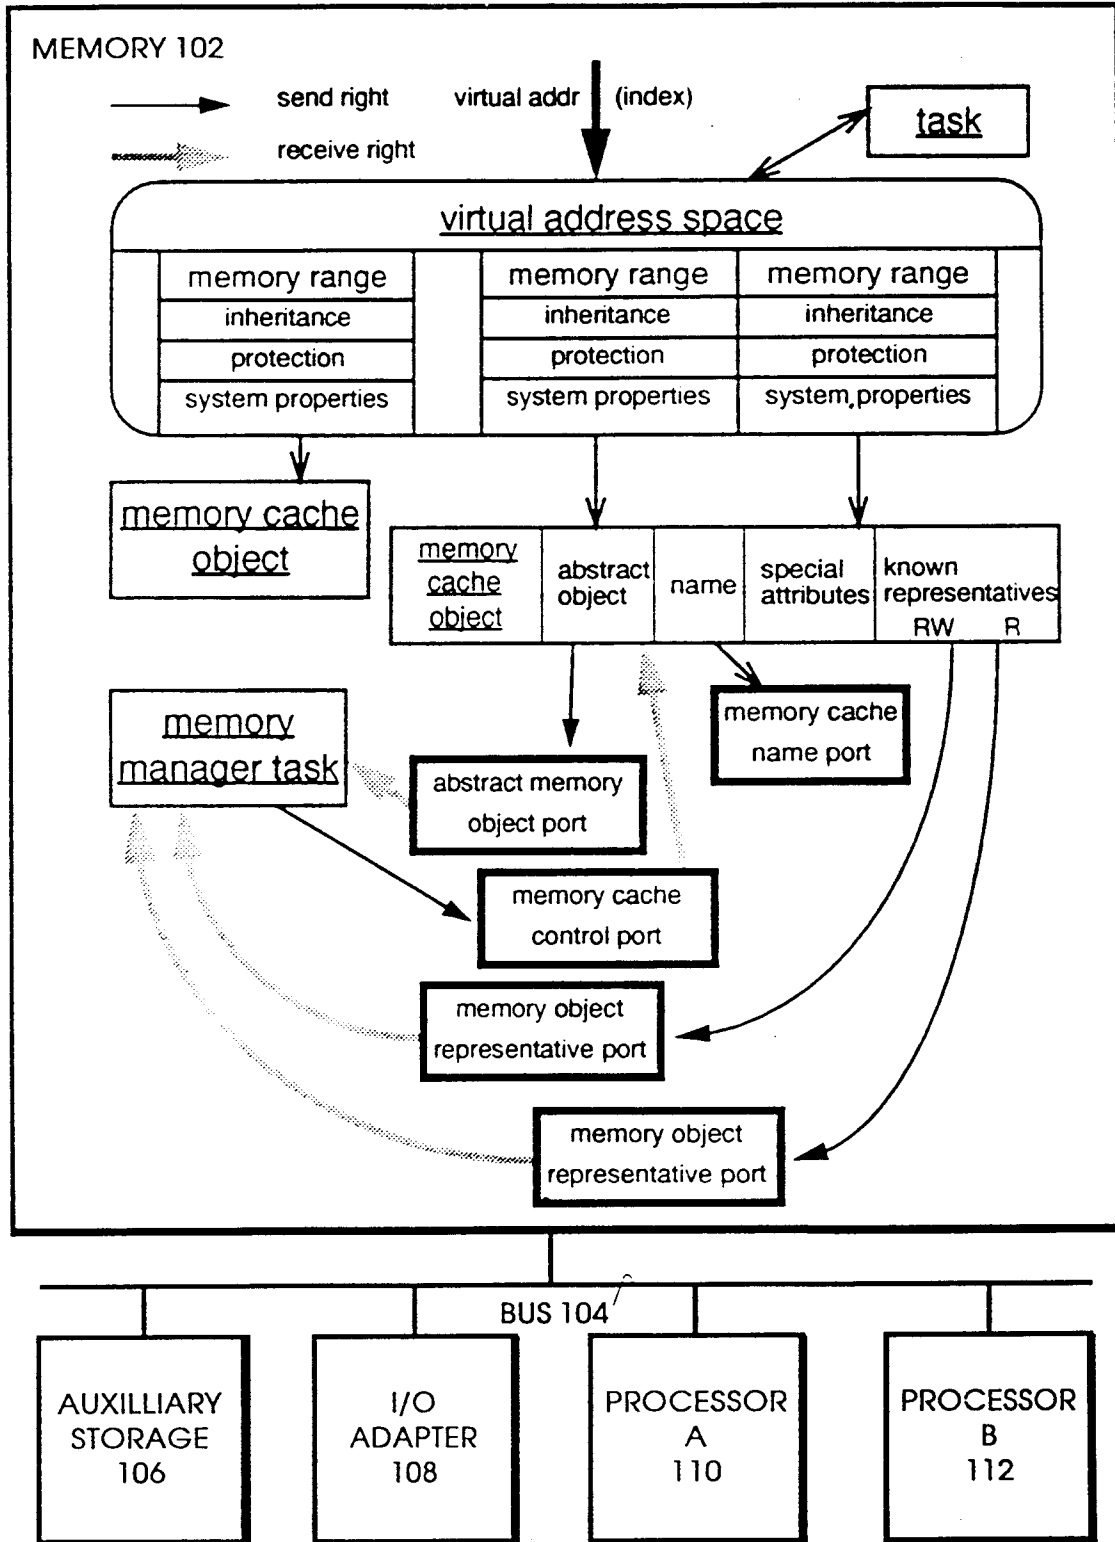 MEMORY 102
send right
virtual addr
(index)
task
receive right
virtual address space
memory range
inheritance
protection
system properties
memory range
inheritance
protection
system properties
memory range
inheritance
protection
system properties
memory cache
object
memory
cache
object
abstract
object
name
special
attributes
known
representatives
RW
R
memory
manager task
memory cache
name port
abstract memory
object port
memory cache
control port
memory object
representative port
memory object
representative port
BUS 104
AUXILLIARY
STORAGE
106
I/O
ADAPTER
108
PROCESSOR
A
110
PROCESSOR
B
112